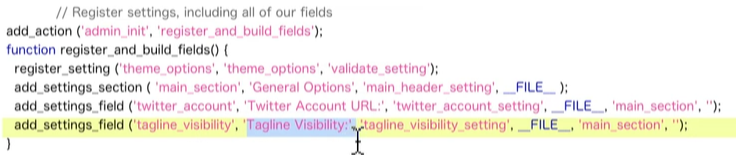 // Register settings, including all of our fields
add_action ('admin_init', 'register_and_build_fields');
function register_and_build_fields() {
register_setting ('theme_options', 'theme_options', 'validate_setting');
add_settings_section ( 'main_section', 'General Options', 'main_header_setting', __FILE__ );
add_settings_field ('twitter_account', 'Twitter Account URL:', 'twitter_account_setting', __FILE__, 'main_section', '');
add_settings_field ('tagline_visibility', 'Tagline Visibility:', 'tagline_visibility_setting', __FILE__, 'main_section', '');
}